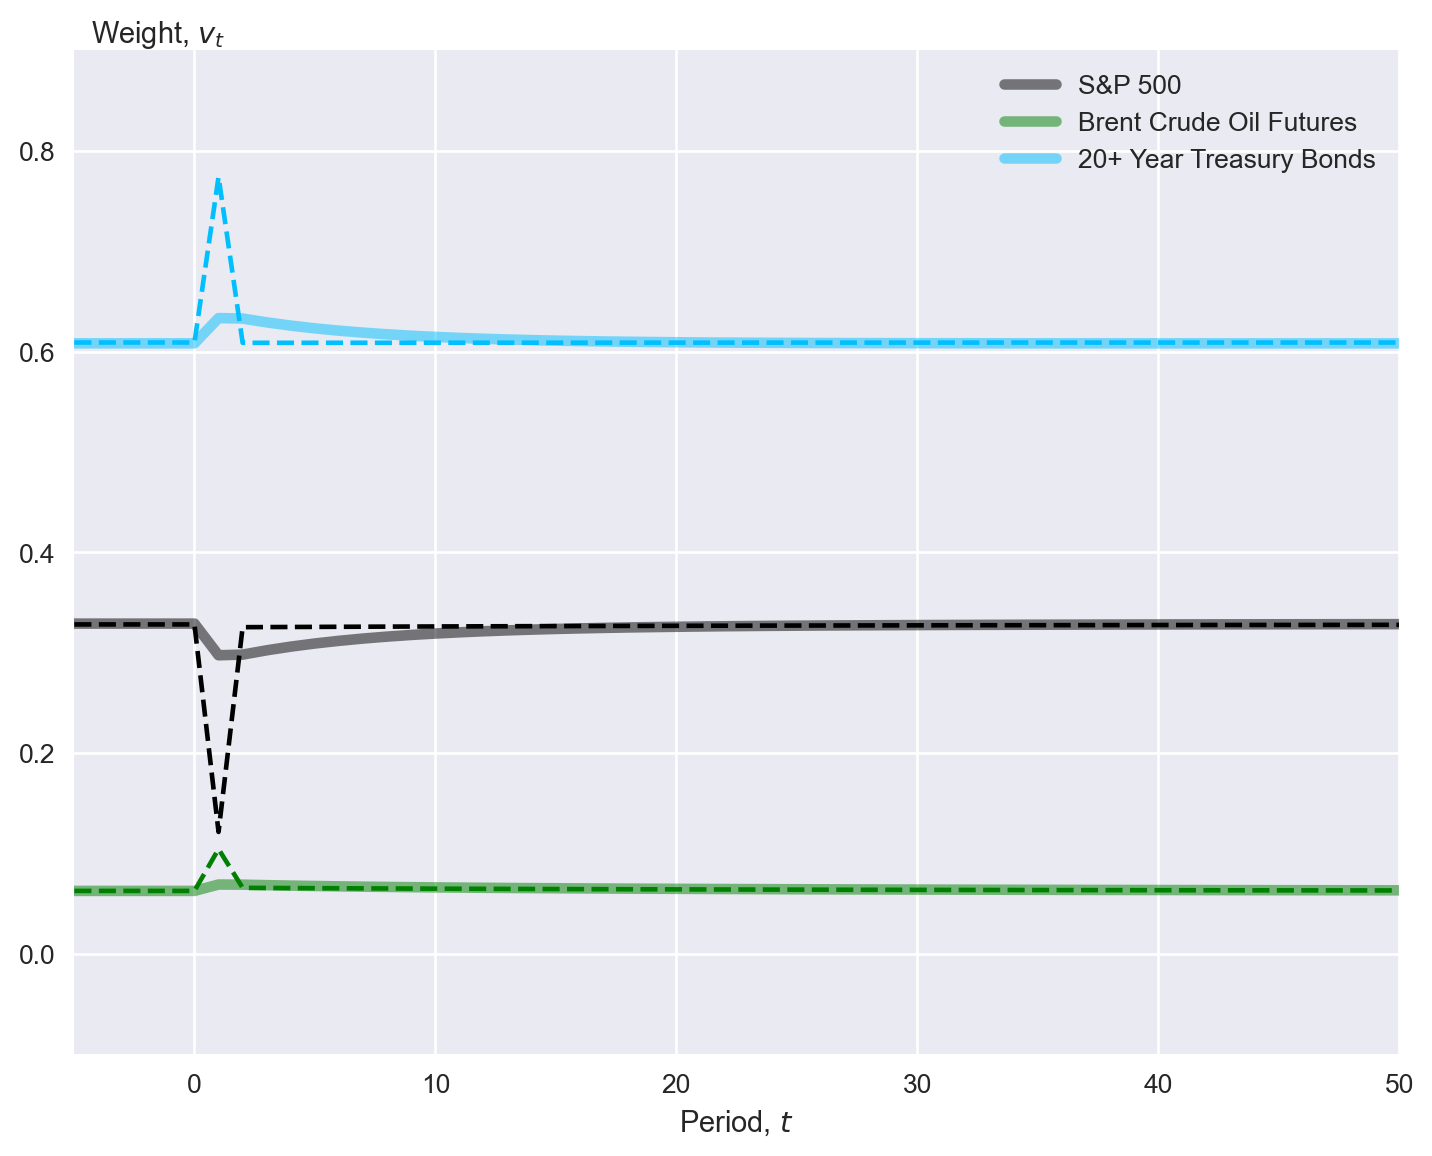 Weight, vₜ
S&P 500
Brent Crude Oil Futures
20+ Year Treasury Bonds
0.8
0.6
0.4
0.2
0.0
0 10 20 30 40 50
Period, t